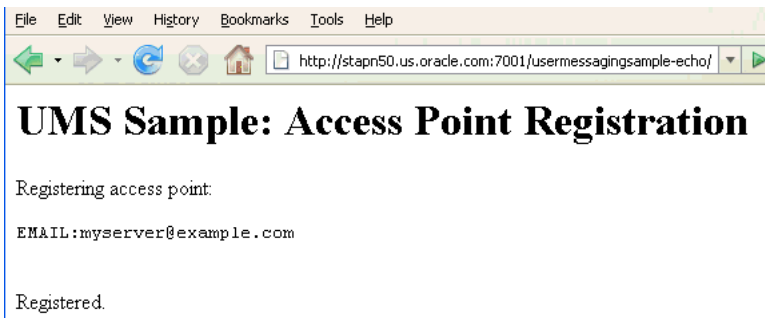 File Edit View History Bookmarks Tools Help
http://stapn50.us.oracle.com:7001/usermessagingsample-echo/
UMS Sample: Access Point Registration
Registering access point:
EMAIL:myserver@example.com
Registered.